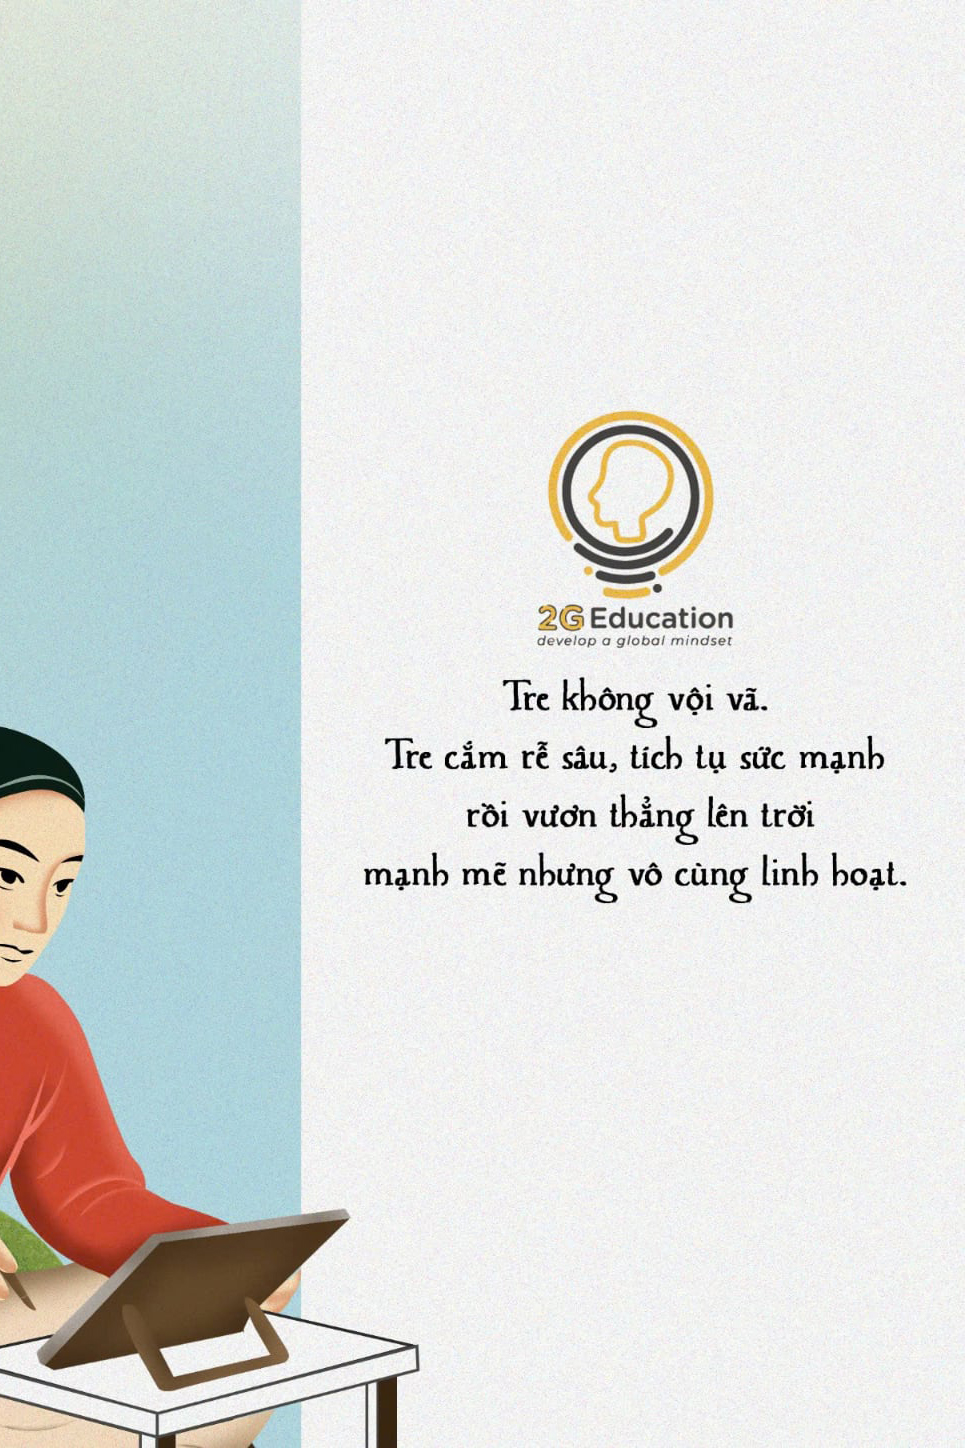 2G Education
develop a global mindset
Tre không vội vã.
Tre cắm rễ sâu, tích tụ sức mạnh
rồi vươn thẳng lên trời
mạnh mẽ nhưng vô cùng linh hoạt.